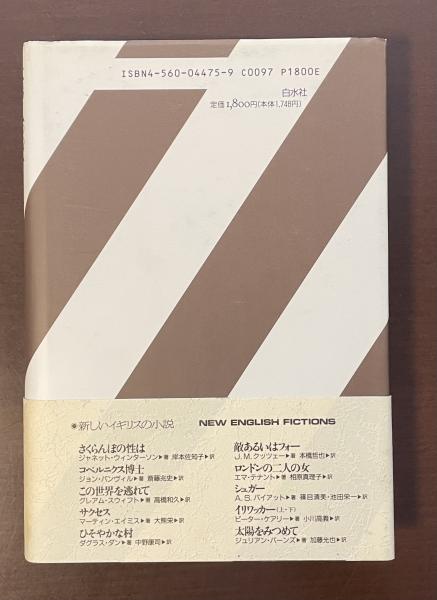 ISBN4-560-04475-9 C0097 P1800E
白水社
定価1,800円(本体1,748円)
❋新しいイギリスの小説 NEW ENGLISH FICTIONS
さくらんぼの性は
ジャネット・ウィンターソン▶著 岸本佐知子▶訳
コペルニクス博士
ジョン・バンヴィル▶著 斎藤兆史▶訳
この世界を逃れて
グレアム・スウィフト▶著 高橋和久▶訳
サクセス
マーティン・エイミス▶著 大熊栄▶訳
ひそやかな村
ダグラス・ダン▶著 中野康司▶訳
敵あるいはフォー
J.M.クッツェー▶著 本橋哲也▶訳
ロンドンの二人の女
エマ・テナント▶著 相原真理子▶訳
シュガー
A.S.バイアット▶著 篠目清美・池田栄一▶訳
イリワッカー(上・下)
ピーター・ケアリー▶著 小川高義▶訳
太陽をみつめて
ジュリアン・バーンズ▶著 加藤光也▶訳